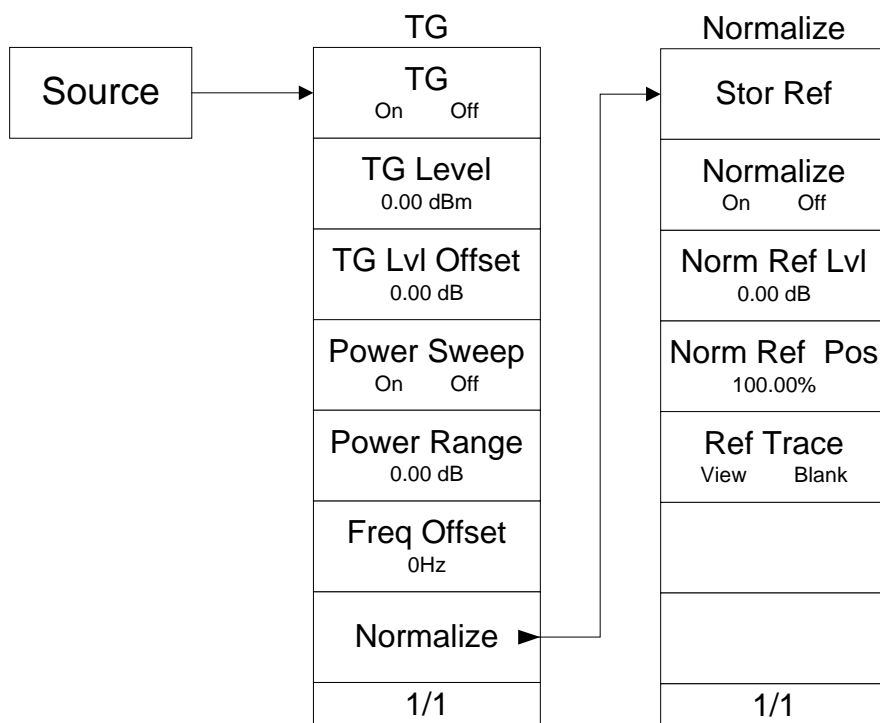 Source
TG
TG
On Off
TG Level
0.00 dBm
TG Lvl Offset
0.00 dB
Power Sweep
On Off
Power Range
0.00 dB
Freq Offset
0Hz
Normalize
1/1
Normalize
Stor Ref
Normalize
On Off
Norm Ref Lvl
0.00 dB
Norm Ref Pos
100.00%
Ref Trace
View Blank
1/1